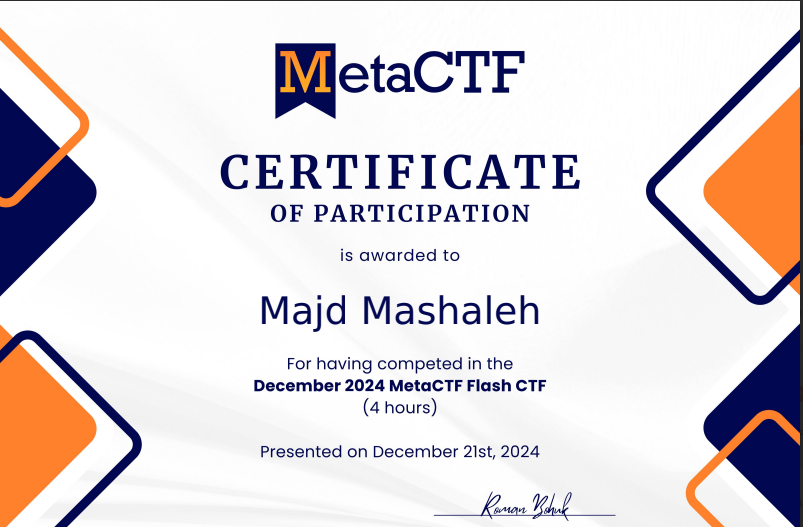 MetaCTF
CERTIFICATE
OF PARTICIPATION
is awarded to
Majd Mashaleh
For having competed in the
December 2024 MetaCTF Flash CTF
(4 hours)
Presented on December 21st, 2024
Roman Bohuk